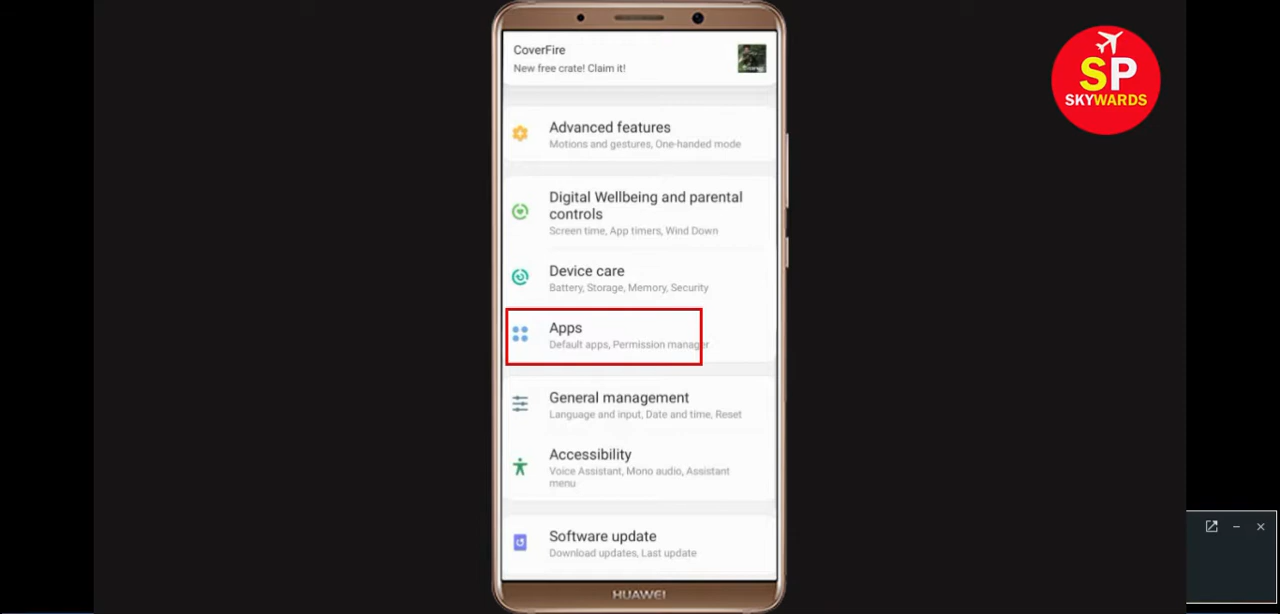 CoverFire
New free crate! Claim it!
SP
SKYWARDS
Advanced features
Motions and gestures, One-handed mode
Digital Wellbeing and parental
controls
Screen time, App timers, Wind Down
Device care
Battery, Storage, Memory, Security
Apps
Default apps, Permission manager
General management
Language and input, Date and time, Reset
Accessibility
Voice Assistant, Mono audio, Assistant
menu
Software update
Download updates, Last update
HUAWEI